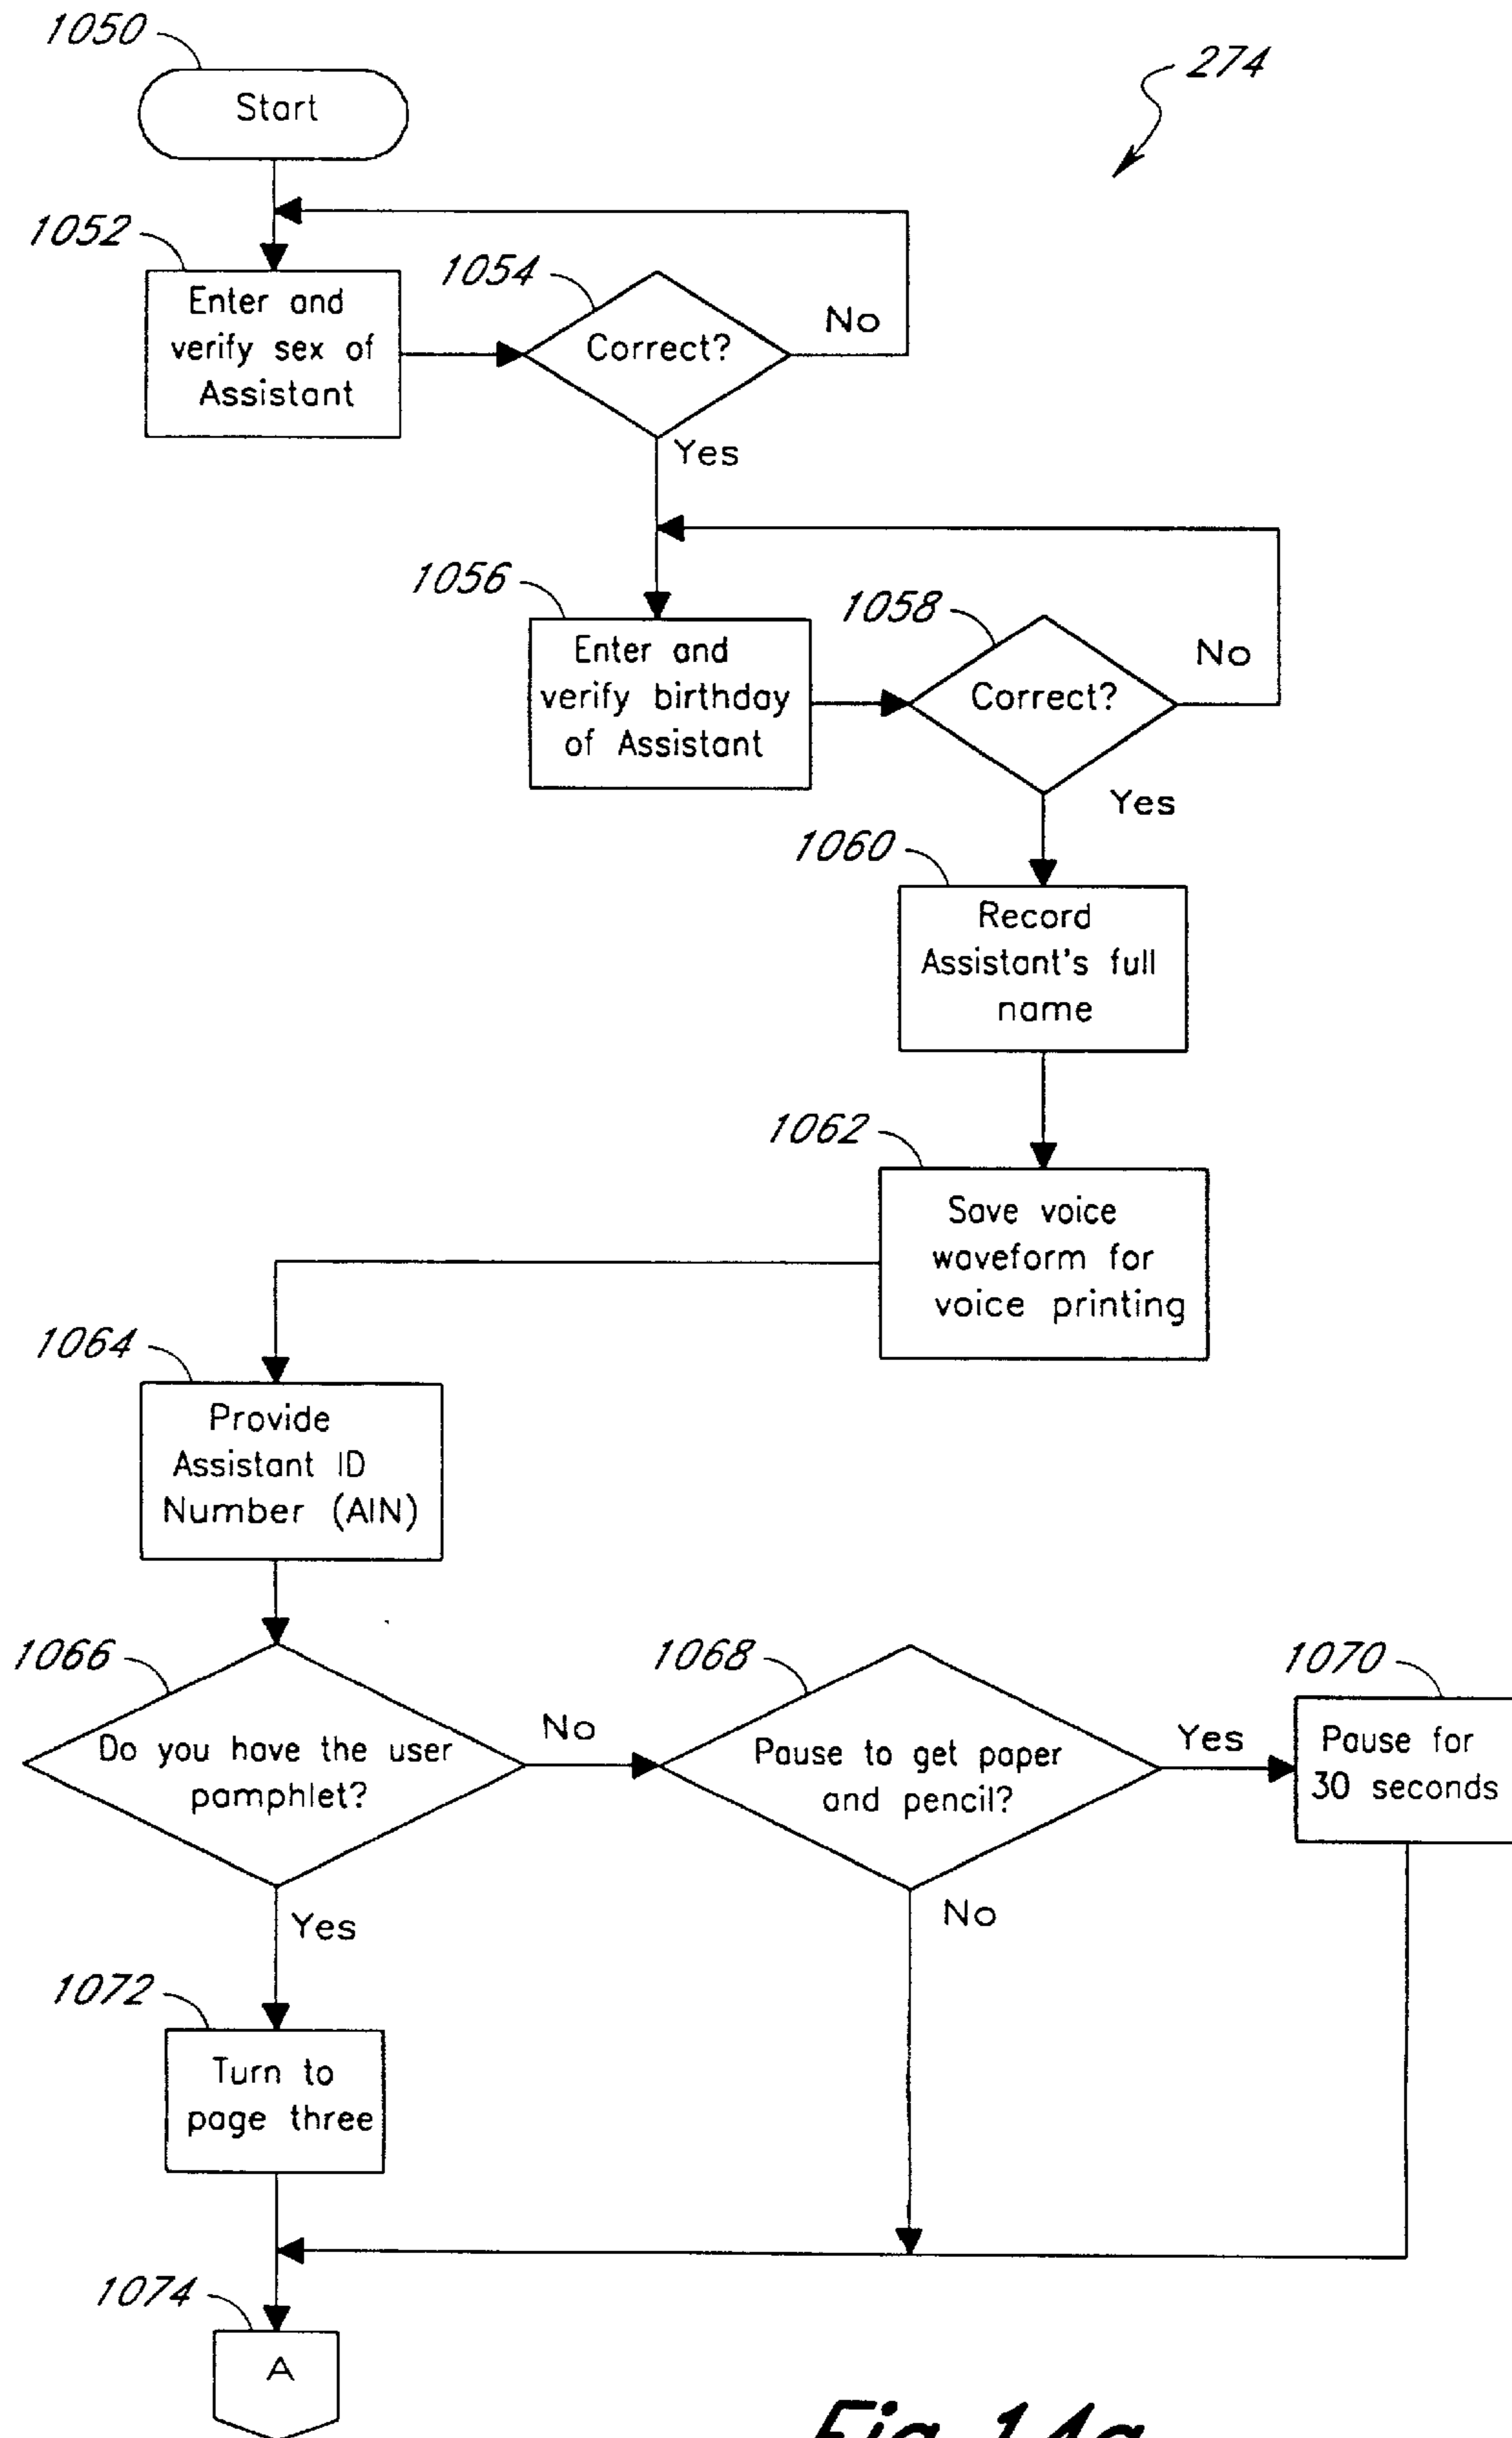 1050
Start
274
1052
Enter and
verify sex of
Assistant
1054
Correct?
No
Yes
1056
Enter and
verify birthday
of Assistant
1058
Correct?
No
Yes
1060
Record
Assistant's full
name
1062
Save voice
waveform for
voice printing
1064
Provide
Assistant ID
Number (AIN)
1066
Do you have the user
pamphlet?
No
1068
Pause to get paper
and pencil?
Yes
1070
Pause for
30 seconds
Yes
No
1072
Turn to
page three
1074
A
Fig. 14a